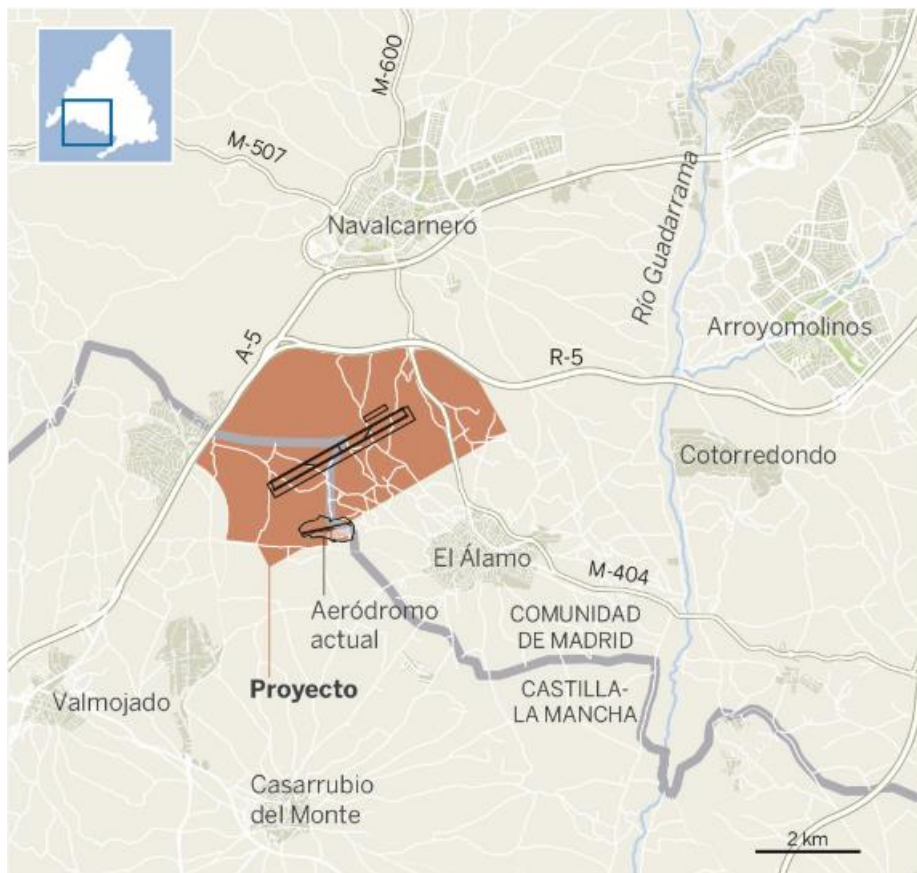 M-600
M-507
Navalcarnero
Río Guadarrama
Arroyomolinos
A-5
R-5
Cotorredondo
El Álamo
M-404
Aeródromo
actual
COMUNIDAD
DE MADRID
Proyecto
CASTILLA-
LA MANCHA
Valmojado
Casarrubio
del Monte
2 km